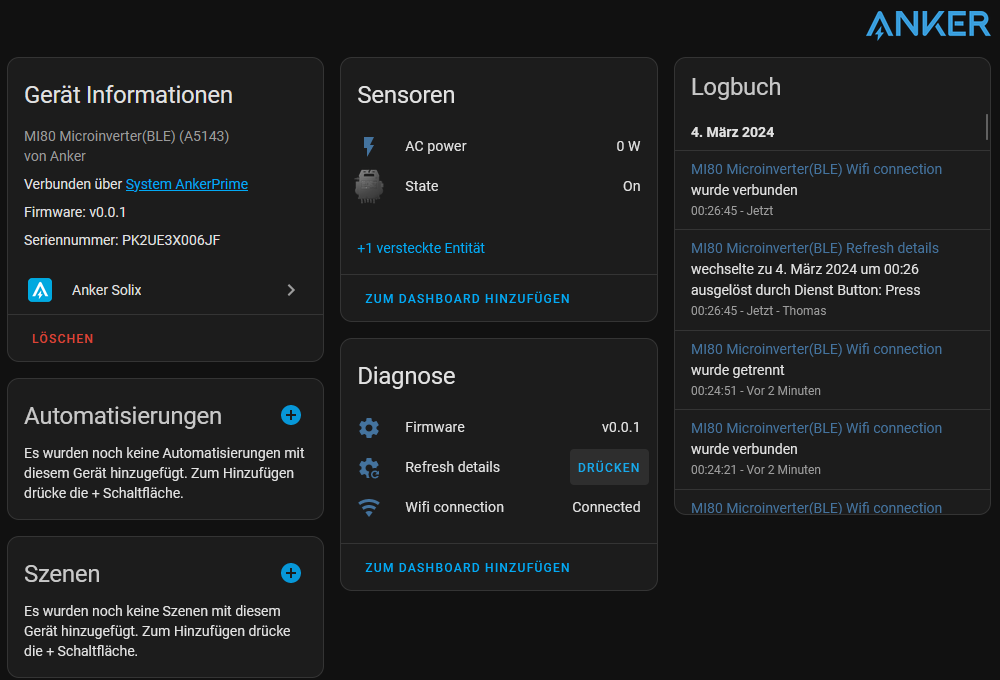 ANKER
Gerät Informationen
MI80 Microinverter(BLE) (A5143)
von Anker
Verbunden über System AnkerPrime
Firmware: v0.0.1
Seriennummer: PK2UE3X006JF
Anker Solix
LÖSCHEN
Automatisierungen
Es wurden noch keine Automatisierungen mit
diesem Gerät hinzugefügt. Zum Hinzufügen
drücke die + Schaltfläche.
Szenen
Es wurden noch keine Szenen mit diesem
Gerät hinzugefügt. Zum Hinzufügen drücke
die + Schaltfläche.
Sensoren
AC power 0 W
State On
+1 versteckte Entität
ZUM DASHBOARD HINZUFÜGEN
Diagnose
Firmware v0.0.1
Refresh details DRÜCKEN
Wifi connection Connected
ZUM DASHBOARD HINZUFÜGEN
Logbuch
4. März 2024
MI80 Microinverter(BLE) Wifi connection
wurde verbunden
00:26:45 - Jetzt
MI80 Microinverter(BLE) Refresh details
wechselte zu 4. März 2024 um 00:26
ausgelöst durch Dienst Button: Press
00:26:45 - Jetzt - Thomas
MI80 Microinverter(BLE) Wifi connection
wurde getrennt
00:24:51 - Vor 2 Minuten
MI80 Microinverter(BLE) Wifi connection
wurde verbunden
00:24:21 - Vor 2 Minuten
MI80 Microinverter(BLE) Wifi connection